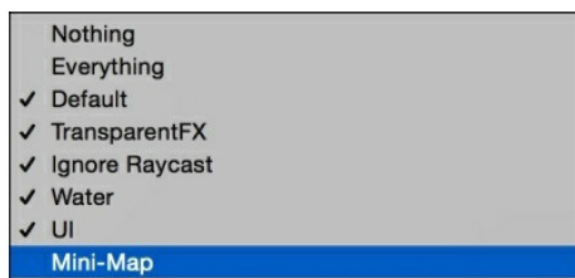 Nothing
Everything
✓ Default
✓ TransparentFX
✓ Ignore Raycast
✓ Water
✓ UI
Mini-Map